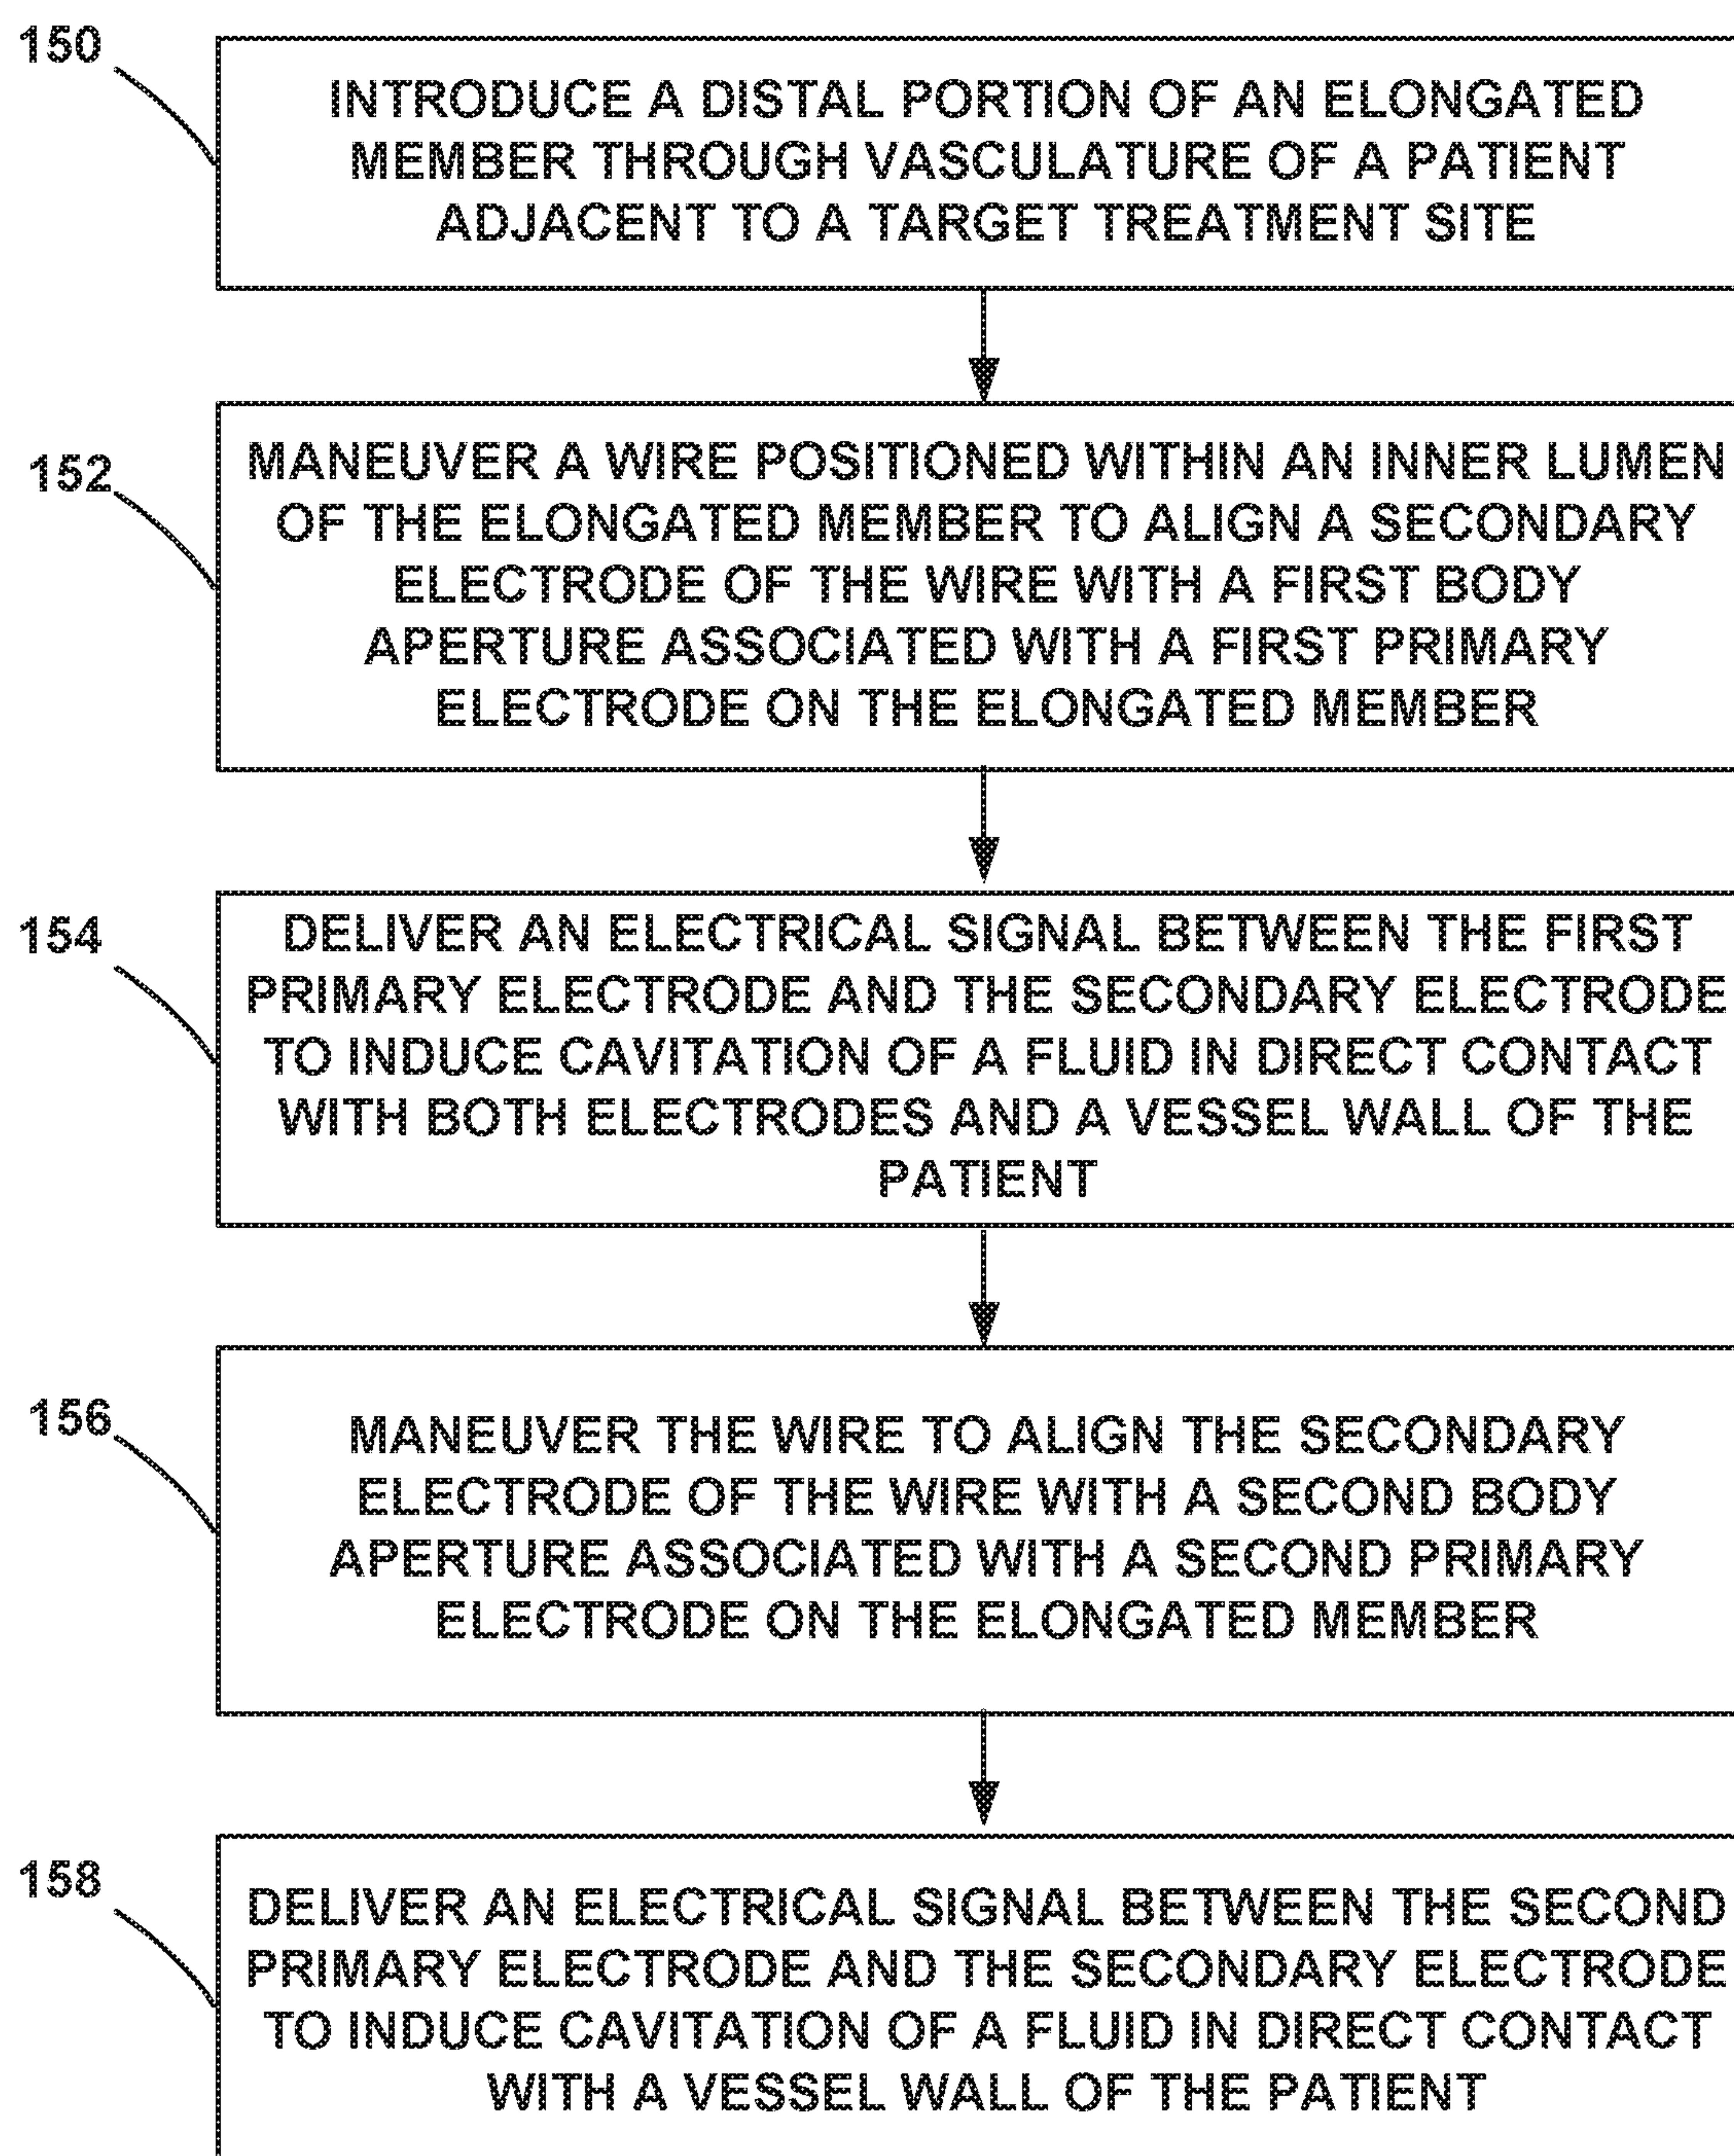 150
INTRODUCE A DISTAL PORTION OF AN ELONGATED
MEMBER THROUGH VASCULATURE OF A PATIENT
ADJACENT TO A TARGET TREATMENT SITE
152
MANEUVER A WIRE POSITIONED WITHIN AN INNER LUMEN
OF THE ELONGATED MEMBER TO ALIGN A SECONDARY
ELECTRODE OF THE WIRE WITH A FIRST BODY
APERTURE ASSOCIATED WITH A FIRST PRIMARY
ELECTRODE ON THE ELONGATED MEMBER
154
DELIVER AN ELECTRICAL SIGNAL BETWEEN THE FIRST
PRIMARY ELECTRODE AND THE SECONDARY ELECTRODE
TO INDUCE CAVITATION OF A FLUID IN DIRECT CONTACT
WITH BOTH ELECTRODES AND A VESSEL WALL OF THE
PATIENT
156
MANEUVER THE WIRE TO ALIGN THE SECONDARY
ELECTRODE OF THE WIRE WITH A SECOND BODY
APERTURE ASSOCIATED WITH A SECOND PRIMARY
ELECTRODE ON THE ELONGATED MEMBER
158
DELIVER AN ELECTRICAL SIGNAL BETWEEN THE SECOND
PRIMARY ELECTRODE AND THE SECONDARY ELECTRODE
TO INDUCE CAVITATION OF A FLUID IN DIRECT CONTACT
WITH A VESSEL WALL OF THE PATIENT